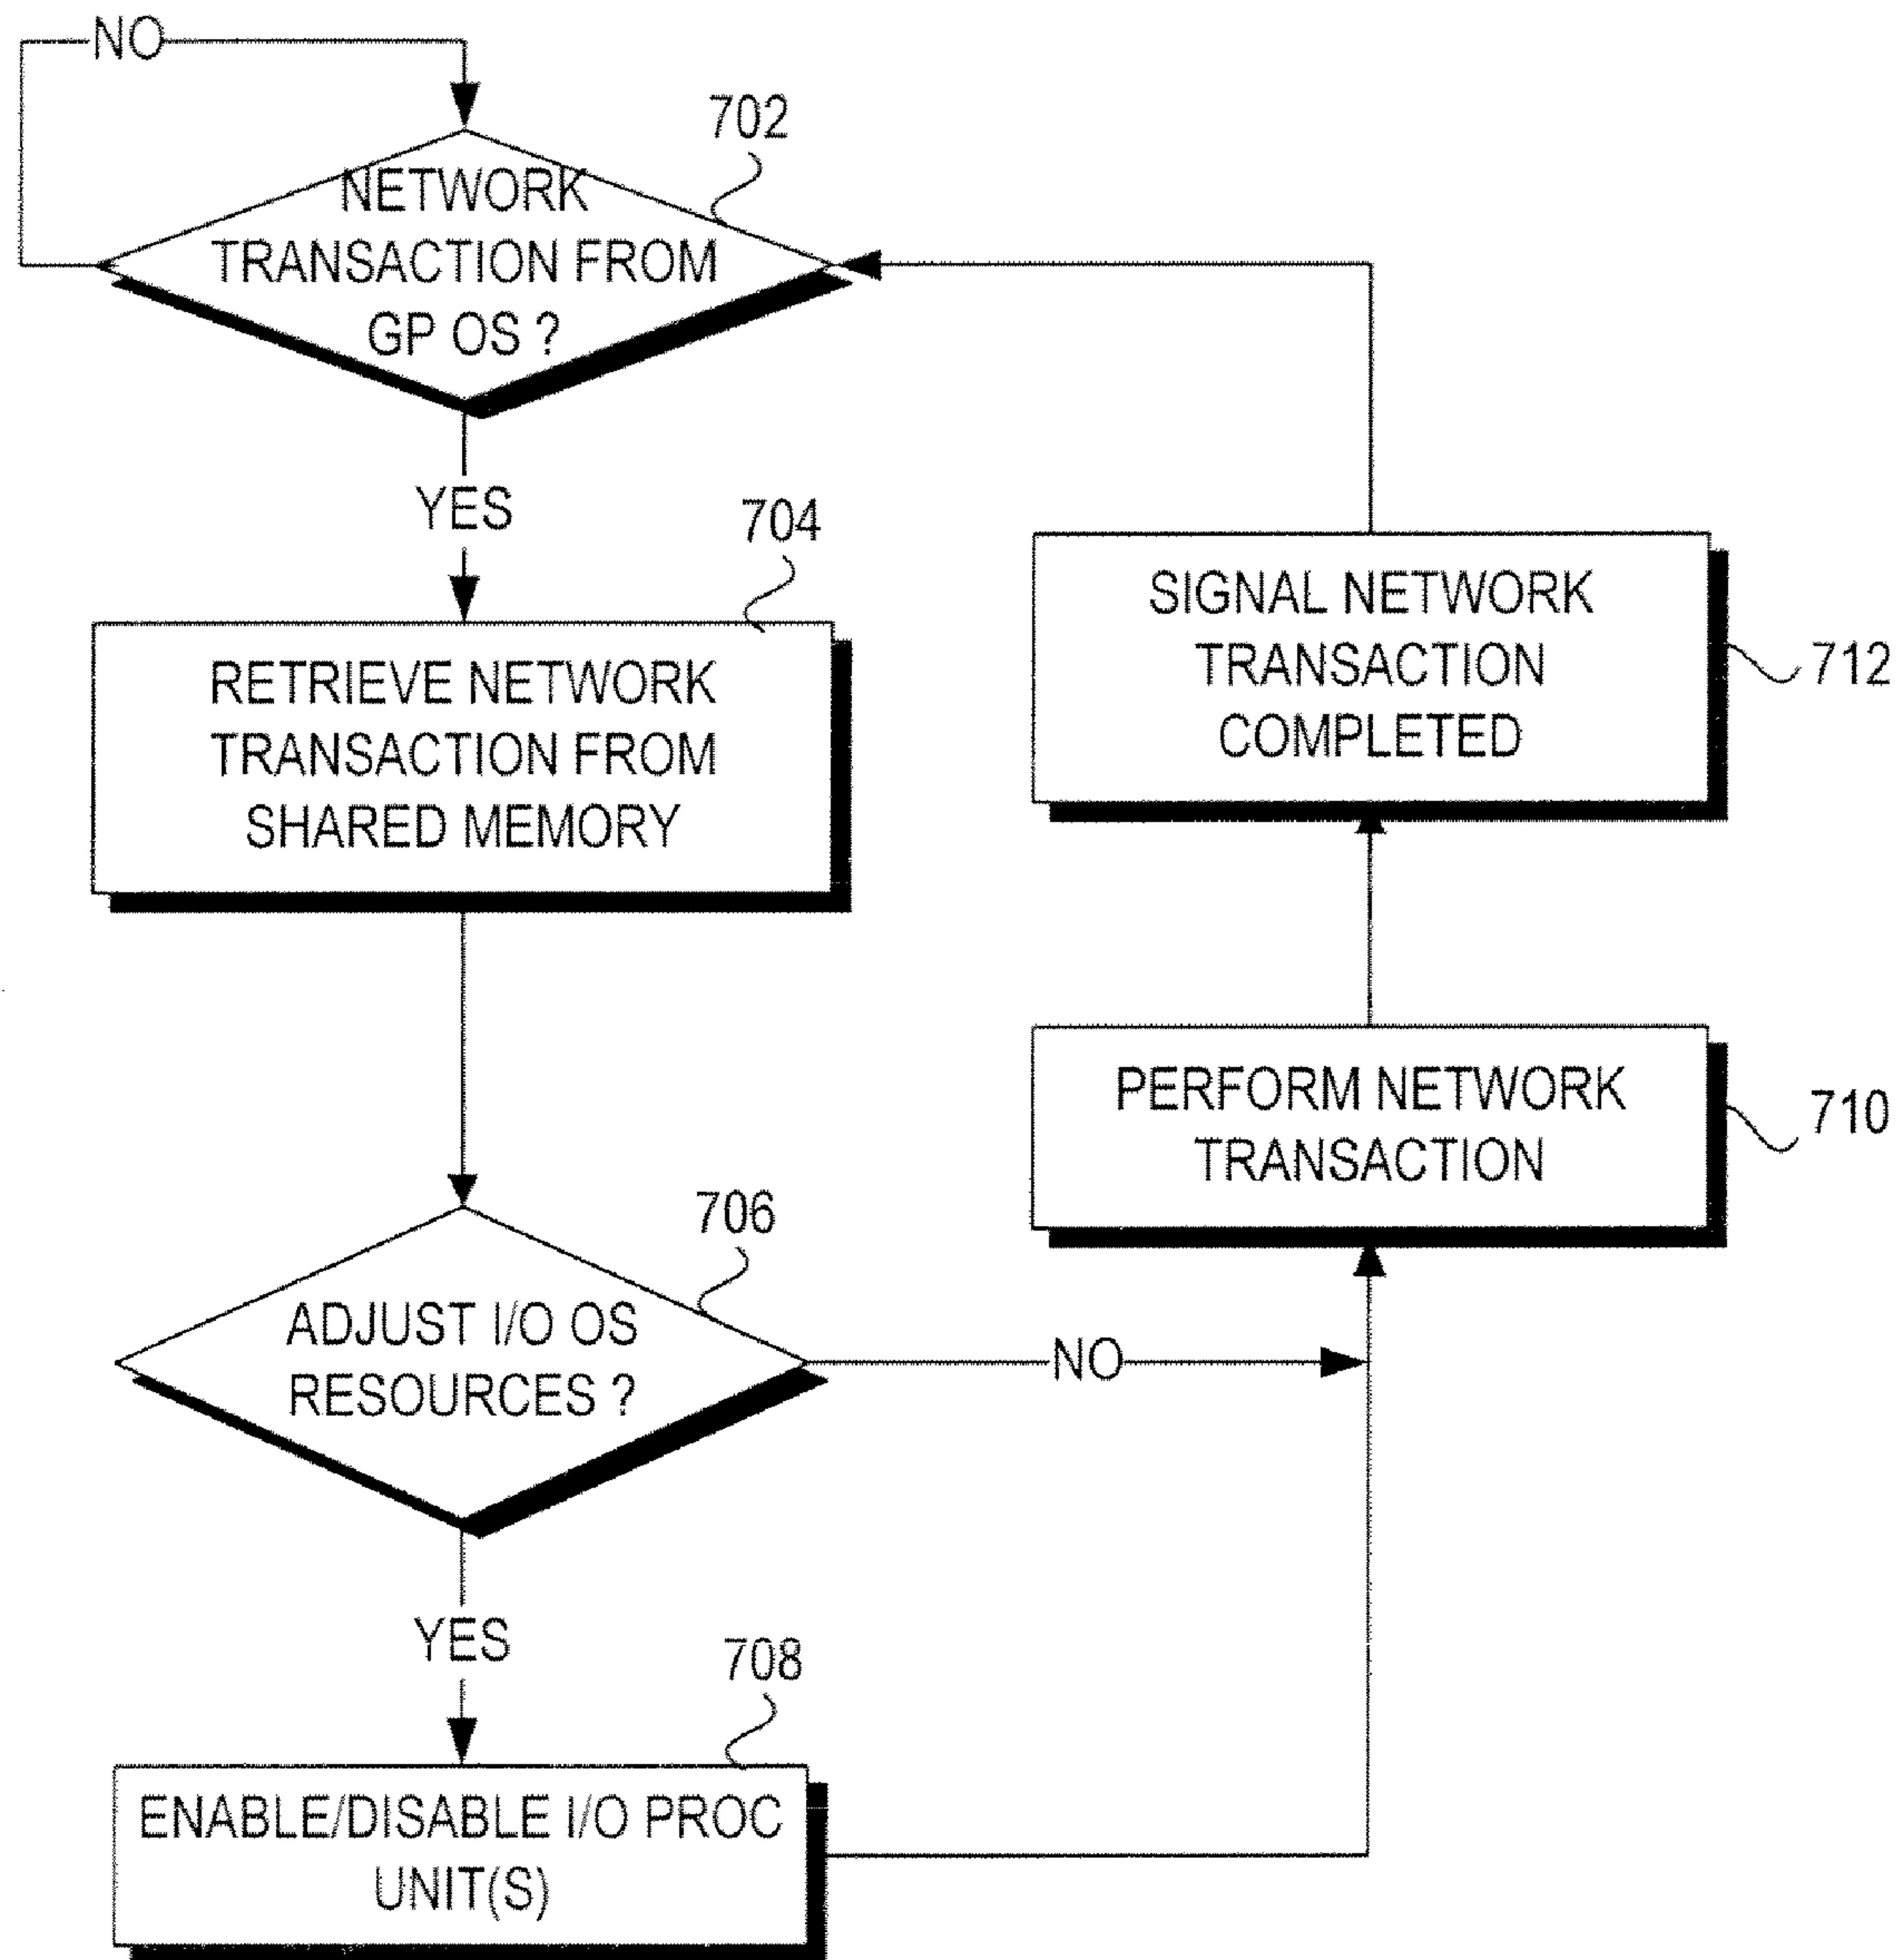 NO
702
NETWORK
TRANSACTION FROM
GP OS ?
YES
704
RETRIEVE NETWORK
TRANSACTION FROM
SHARED MEMORY
706
ADJUST I/O OS
RESOURCES ?
NO
YES
708
ENABLE/DISABLE I/O PROC
UNIT(S)
710
PERFORM NETWORK
TRANSACTION
712
SIGNAL NETWORK
TRANSACTION
COMPLETED